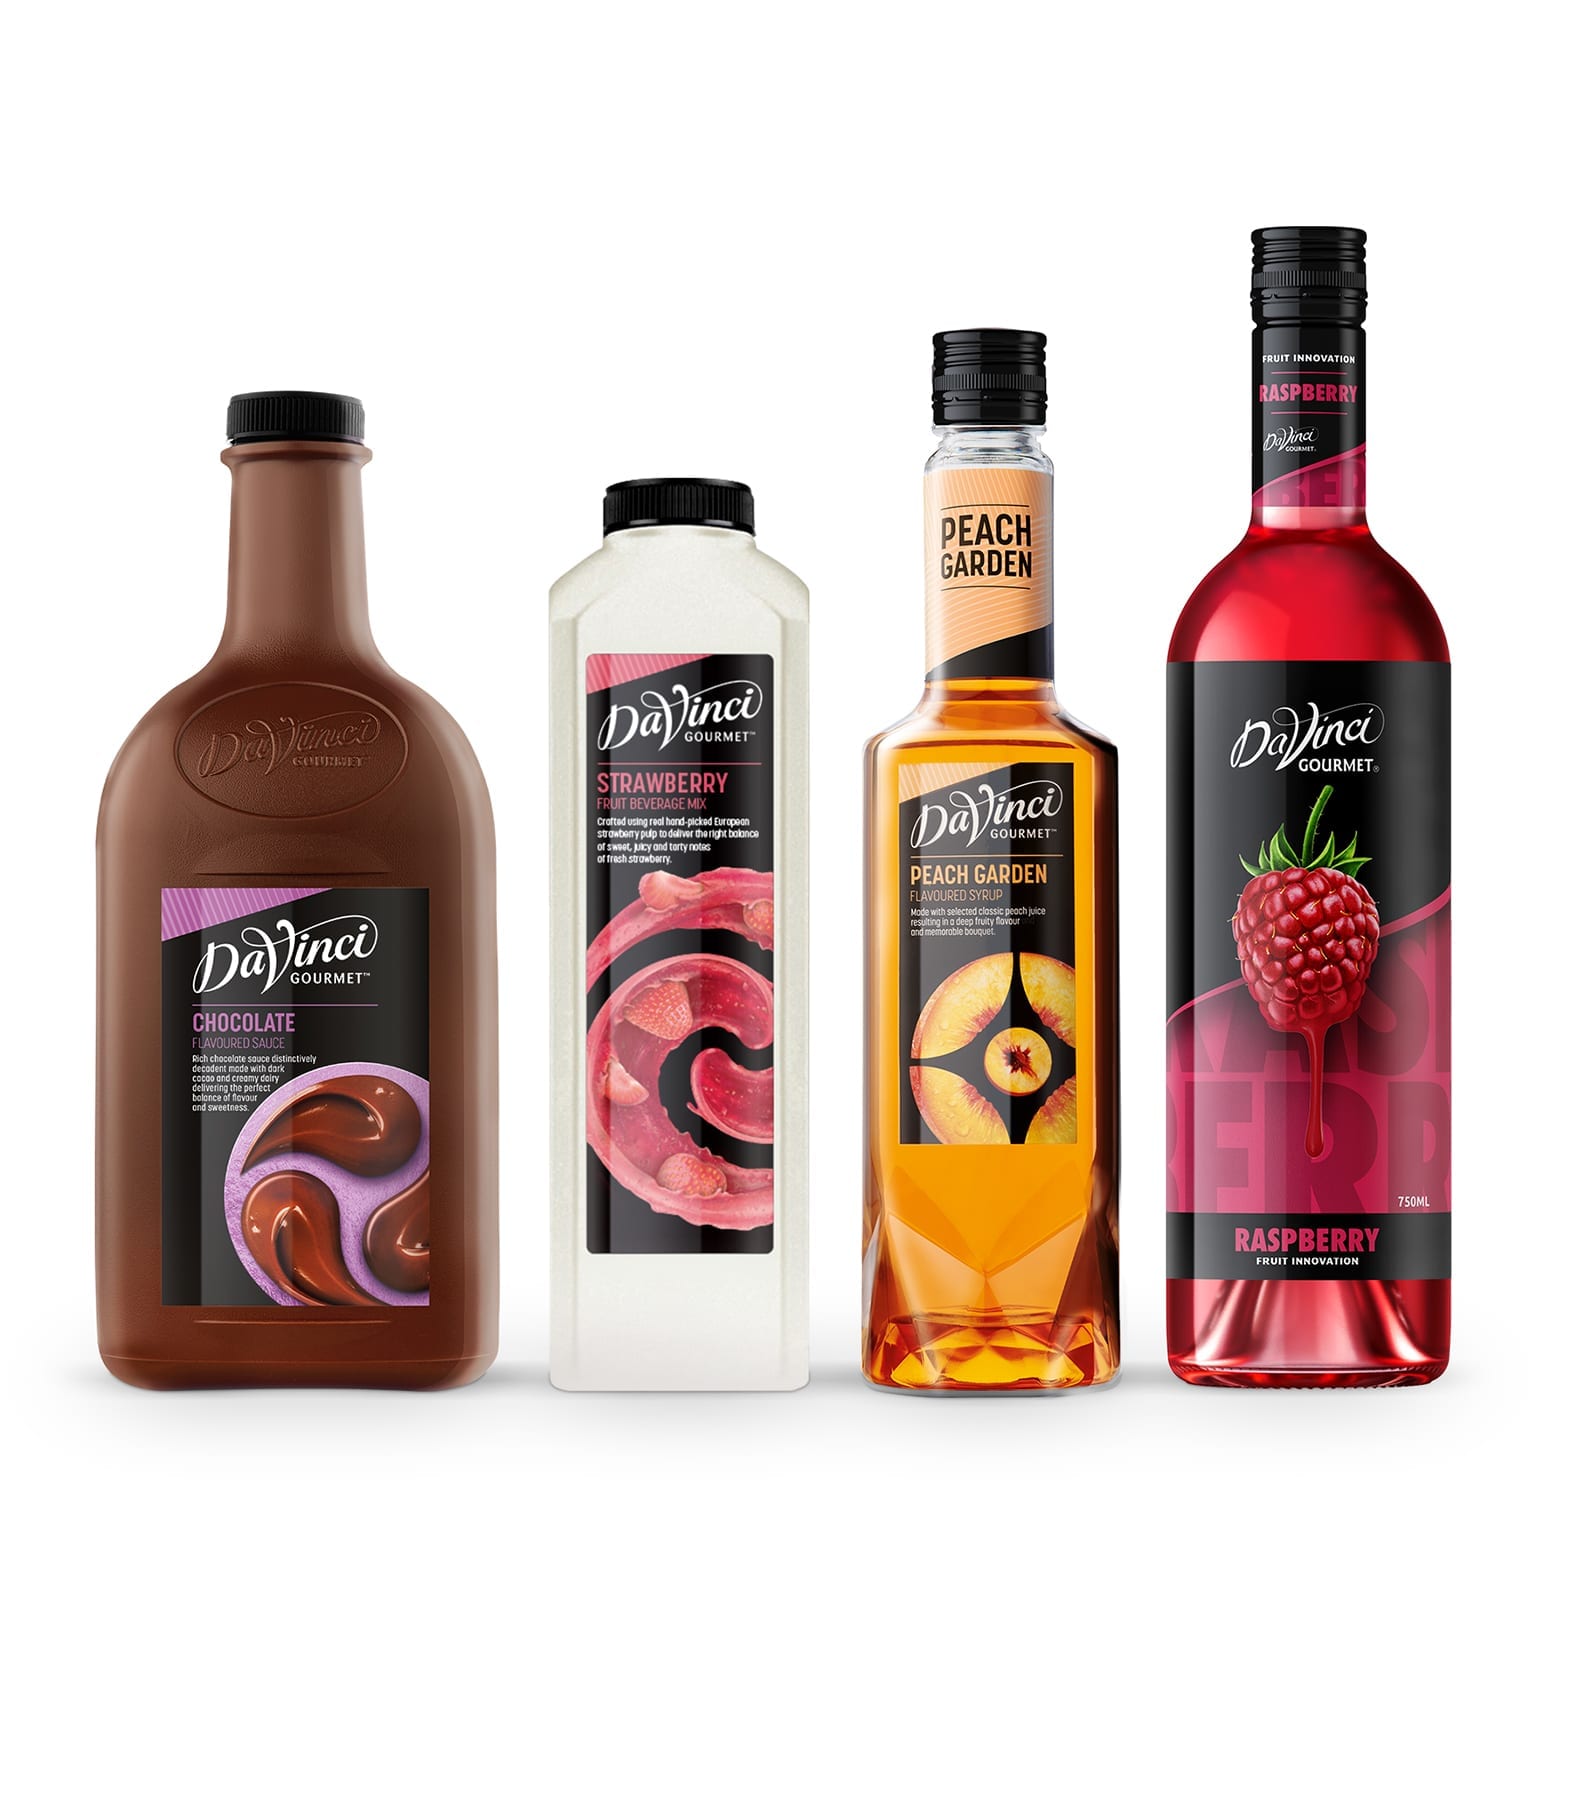 DaVinci
GOURMET
DaVinci
GOURMET™
CHOCOLATE
FLAVOURED SAUCE
Rich chocolate sauce distinctively
decadent made with dark
cacao and creamy dairy
delivering the perfect
balance of flavour
and sweetness.
DaVinci
GOURMET™
STRAWBERRY
FRUIT BEVERAGE MIX
Crafted using real hand-picked European
strawberry pulp to deliver the right balance
of sweet, juicy and tarty notes
of fresh strawberry.
PEACH
GARDEN
DaVinci
GOURMET™
PEACH GARDEN
FLAVOURED SYRUP
Made with selected classic peach juice
resulting in a deep fruity flavour
and memorable bouquet.
FRUIT INNOVATION
RASPBERRY
DaVinci
GOURMET.
BER
DaVinci
GOURMET®
RASP
BERR
750ML
RASPBERRY
FRUIT INNOVATION